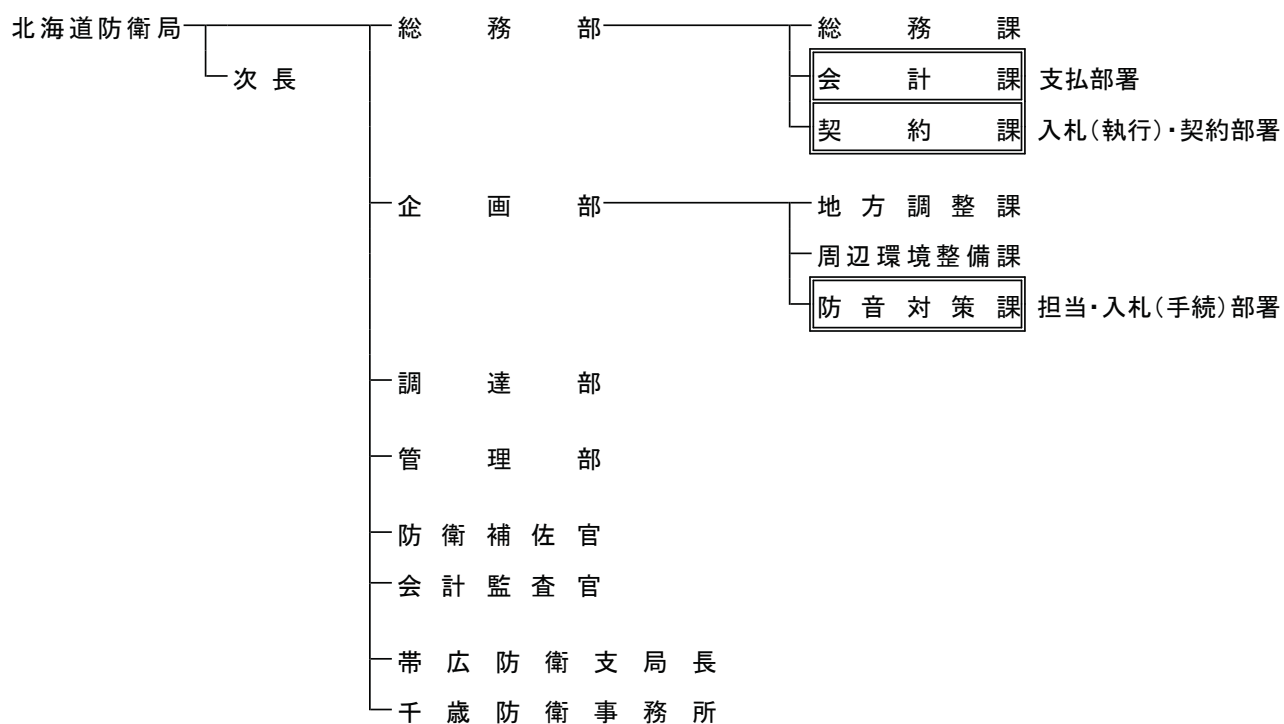 北海道防衛局 総務部 総務課
次長 会計課 支払部署
契約課 入札(執行)・契約部署
企画部 地方調整課
周辺環境整備課
防音対策課 担当・入札(手続)部署
調達部
管理部
防衛補佐官
会計監査官
帯広防衛支局長
千歳防衛事務所